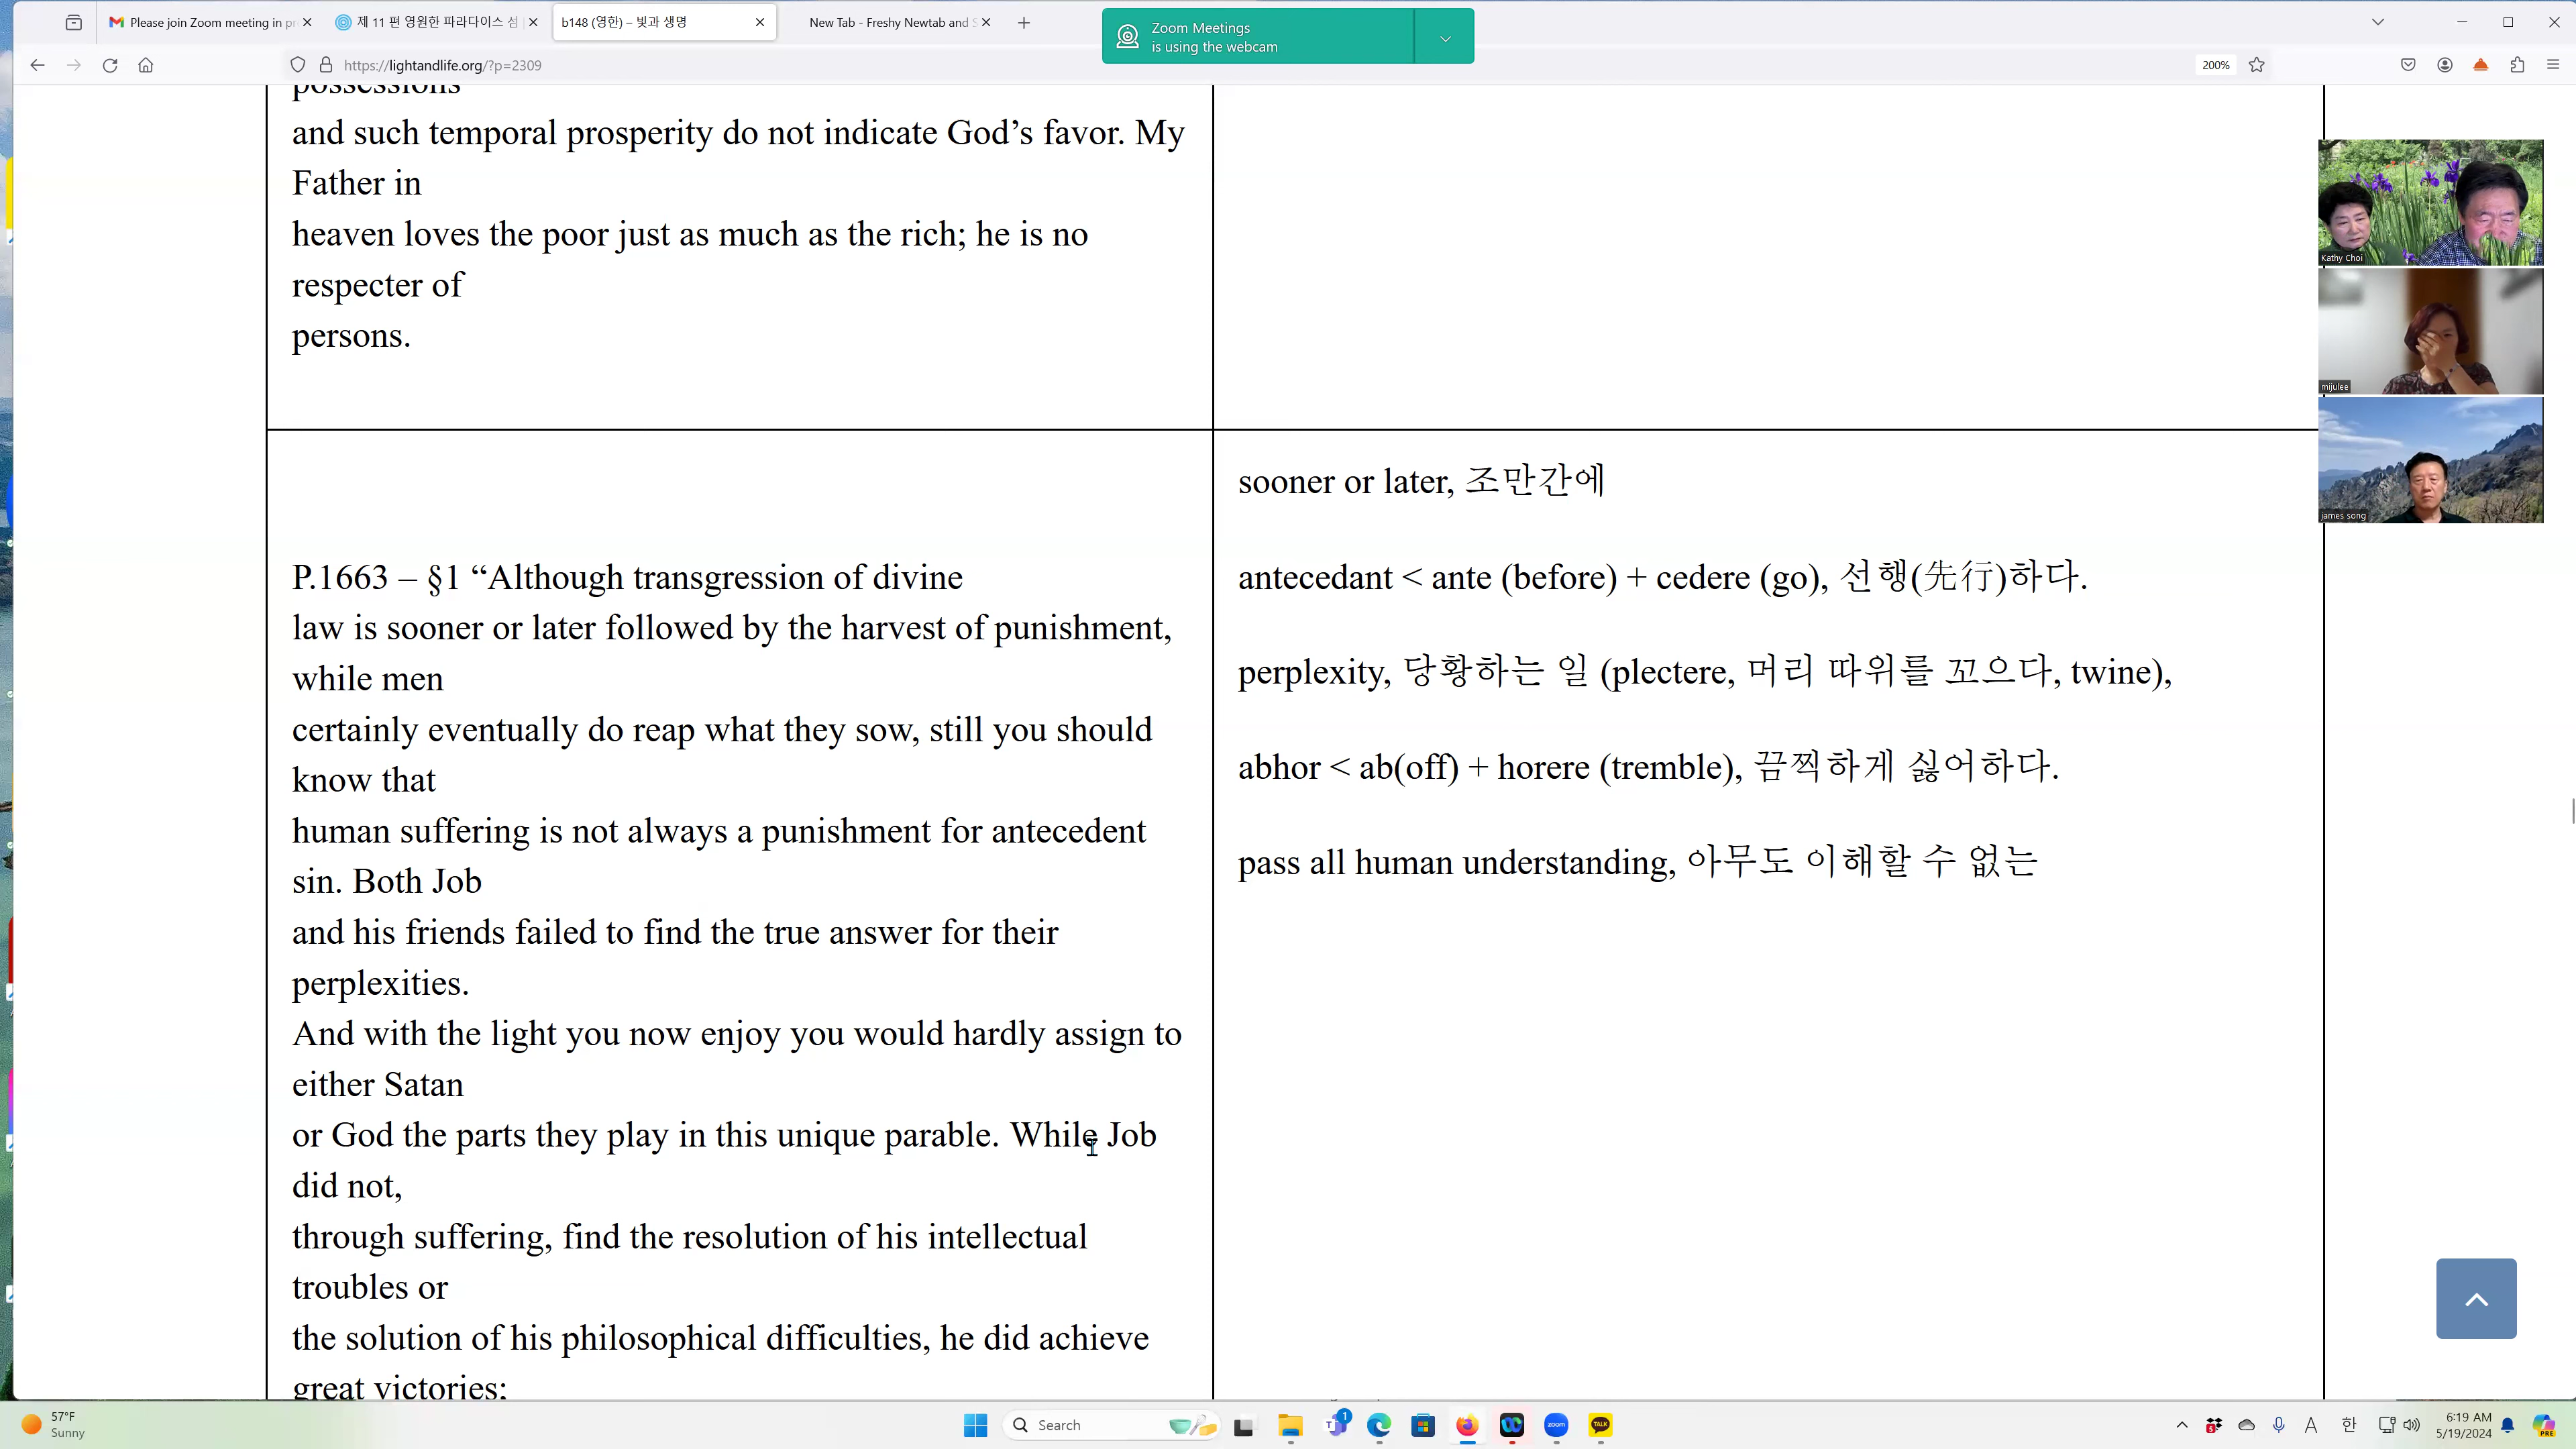 Please join Zoom meeting in pr
제 11 편 영원한 파라다이스 섬
b148 (영한) – 빛과 생명
New Tab - Freshy Newtab and S
Zoom Meetings
is using the webcam
https://lightandlife.org/?p=2309
200%
possessions
and such temporal prosperity do not indicate God’s favor. My
Father in
heaven loves the poor just as much as the rich; he is no
respecter of
persons.
Kathy Choi
mijulee
james song
P.1663 – §1 “Although transgression of divine
law is sooner or later followed by the harvest of punishment,
while men
certainly eventually do reap what they sow, still you should
know that
human suffering is not always a punishment for antecedent
sin. Both Job
and his friends failed to find the true answer for their
perplexities.
And with the light you now enjoy you would hardly assign to
either Satan
or God the parts they play in this unique parable. While Job
did not,
through suffering, find the resolution of his intellectual
troubles or
the solution of his philosophical difficulties, he did achieve
great victories;
sooner or later, 조만간에
antecedant < ante (before) + cedere (go), 선행(先行)하다.
perplexity, 당황하는 일 (plectere, 머리 따위를 꼬으다, twine),
abhor < ab(off) + horere (tremble), 끔찍하게 싫어하다.
pass all human understanding, 아무도 이해할 수 없는
57°F
Sunny
Search
1
zoom
TALK
5
A
한
6:19 AM
5/19/2024
PRE